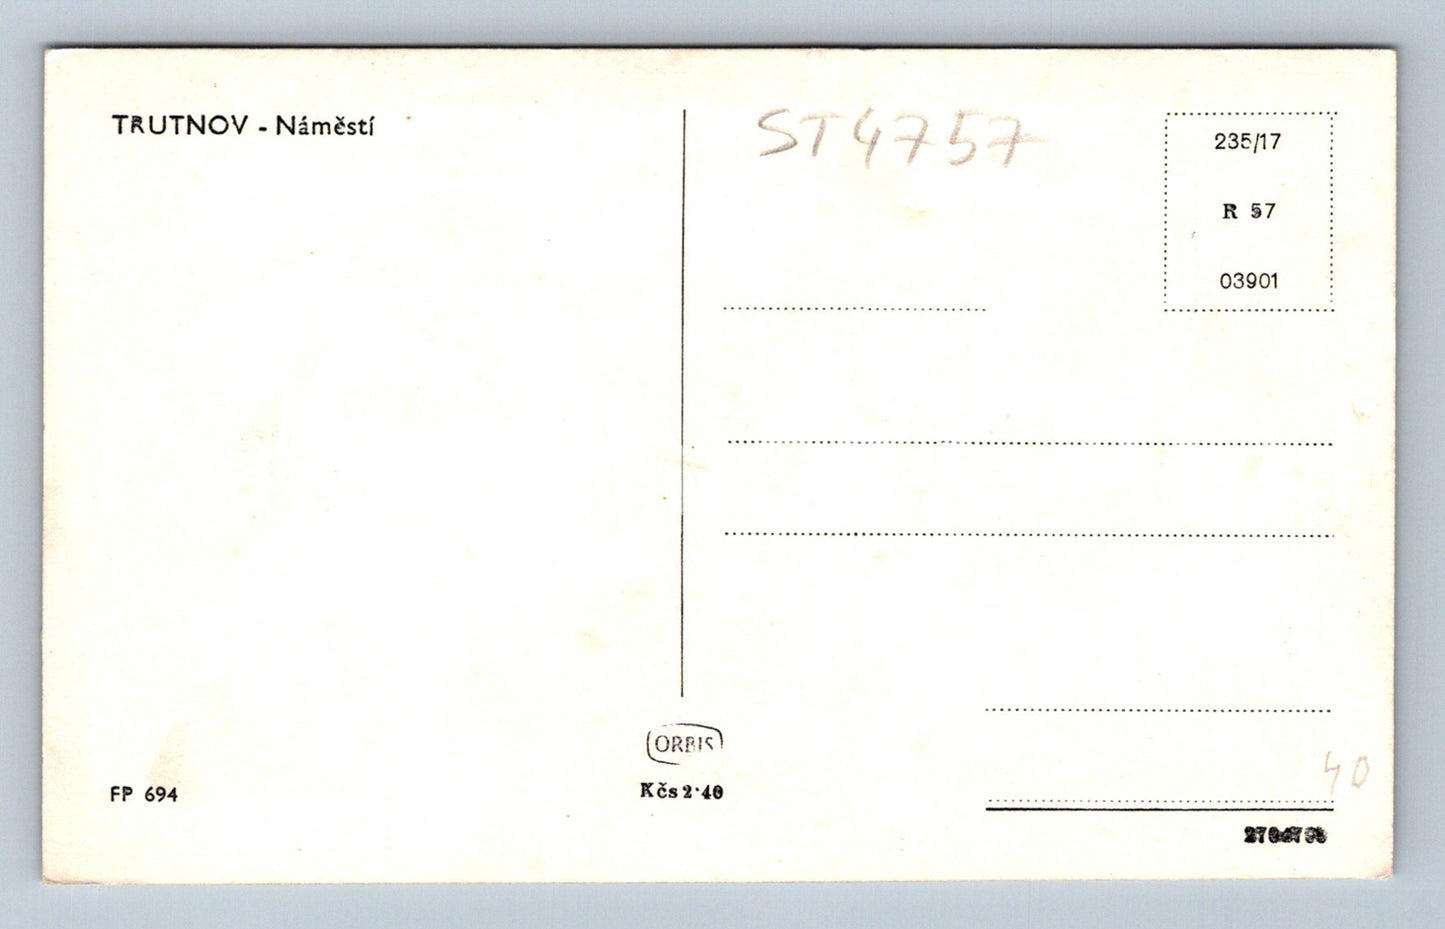 TRUTNOV - Náměstí
ST4757
235/17
R 57
03901
ORBIS
Kčs 2·40
FP 694
40